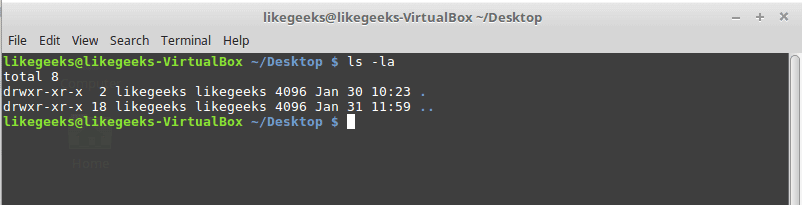 likegeeks@likegeeks-VirtualBox ~/Desktop
File Edit View Search Terminal Help
likegeeks@likegeeks-VirtualBox ~/Desktop $ ls -la
total 8
drwxr-xr-x  2 likegeeks likegeeks 4096 Jan 30 10:23 .
drwxr-xr-x 18 likegeeks likegeeks 4096 Jan 31 11:59 ..
likegeeks@likegeeks-VirtualBox ~/Desktop $
Home